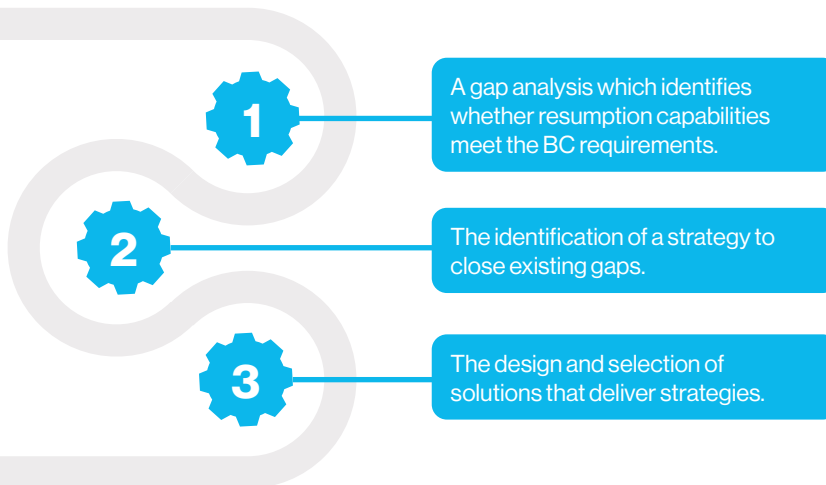 1
A gap analysis which identifies
whether resumption capabilities
meet the BC requirements.
2
The identification of a strategy to
close existing gaps.
3
The design and selection of
solutions that deliver strategies.